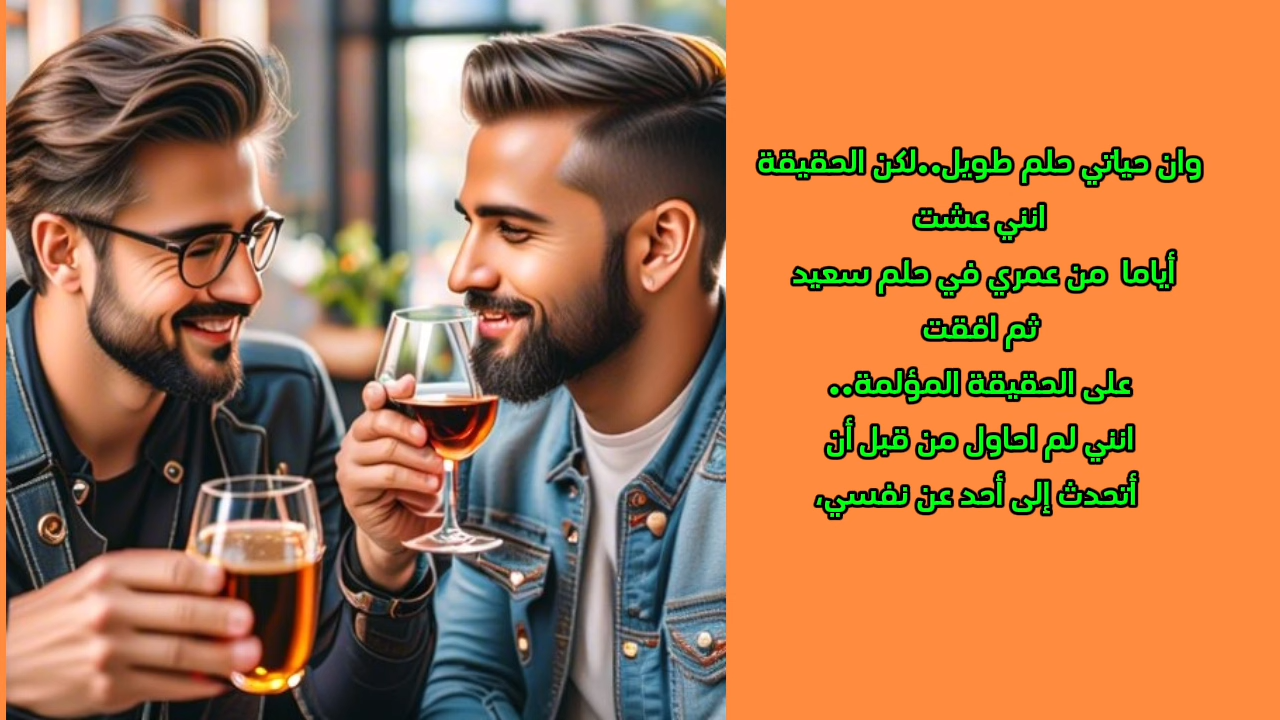 وان حياتي حلم طويل..لكن الحقيقة
انني عشت
أياما  من عمري في حلم سعيد
ثم افقت
على الحقيقة المؤلمة..
انني لم احاول من قبل أن
أتحدث إلى أحد عن نفسي،